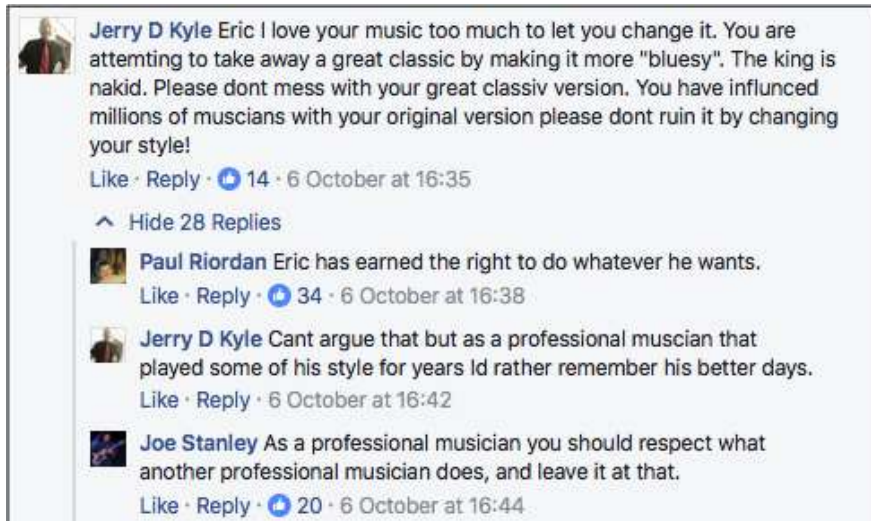 Jerry D Kyle Eric I love your music too much to let you change it. You are
attemting to take away a great classic by making it more "bluesy". The king is
nakid. Please dont mess with your great classiv version. You have influnced
millions of muscians with your original version please dont ruin it by changing
your style!
Like · Reply · 14 · 6 October at 16:35
Hide 28 Replies
Paul Riordan Eric has earned the right to do whatever he wants.
Like · Reply · 34 · 6 October at 16:38
Jerry D Kyle Cant argue that but as a professional muscian that
played some of his style for years Id rather remember his better days.
Like · Reply · 6 October at 16:42
Joe Stanley As a professional musician you should respect what
another professional musician does, and leave it at that.
Like · Reply · 20 · 6 October at 16:44